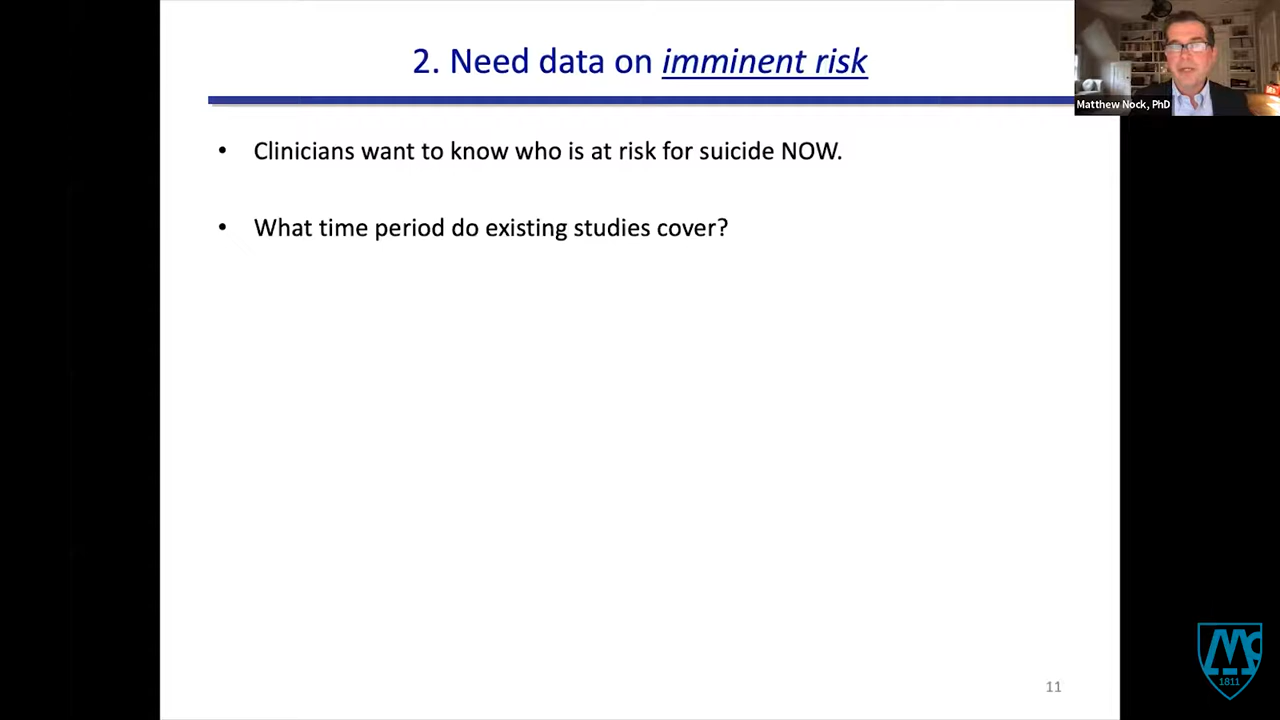 2. Need data on imminent risk
Matthew Nock, PhD
• Clinicians want to know who is at risk for suicide NOW.
• What time period do existing studies cover?
11
Mc
1811